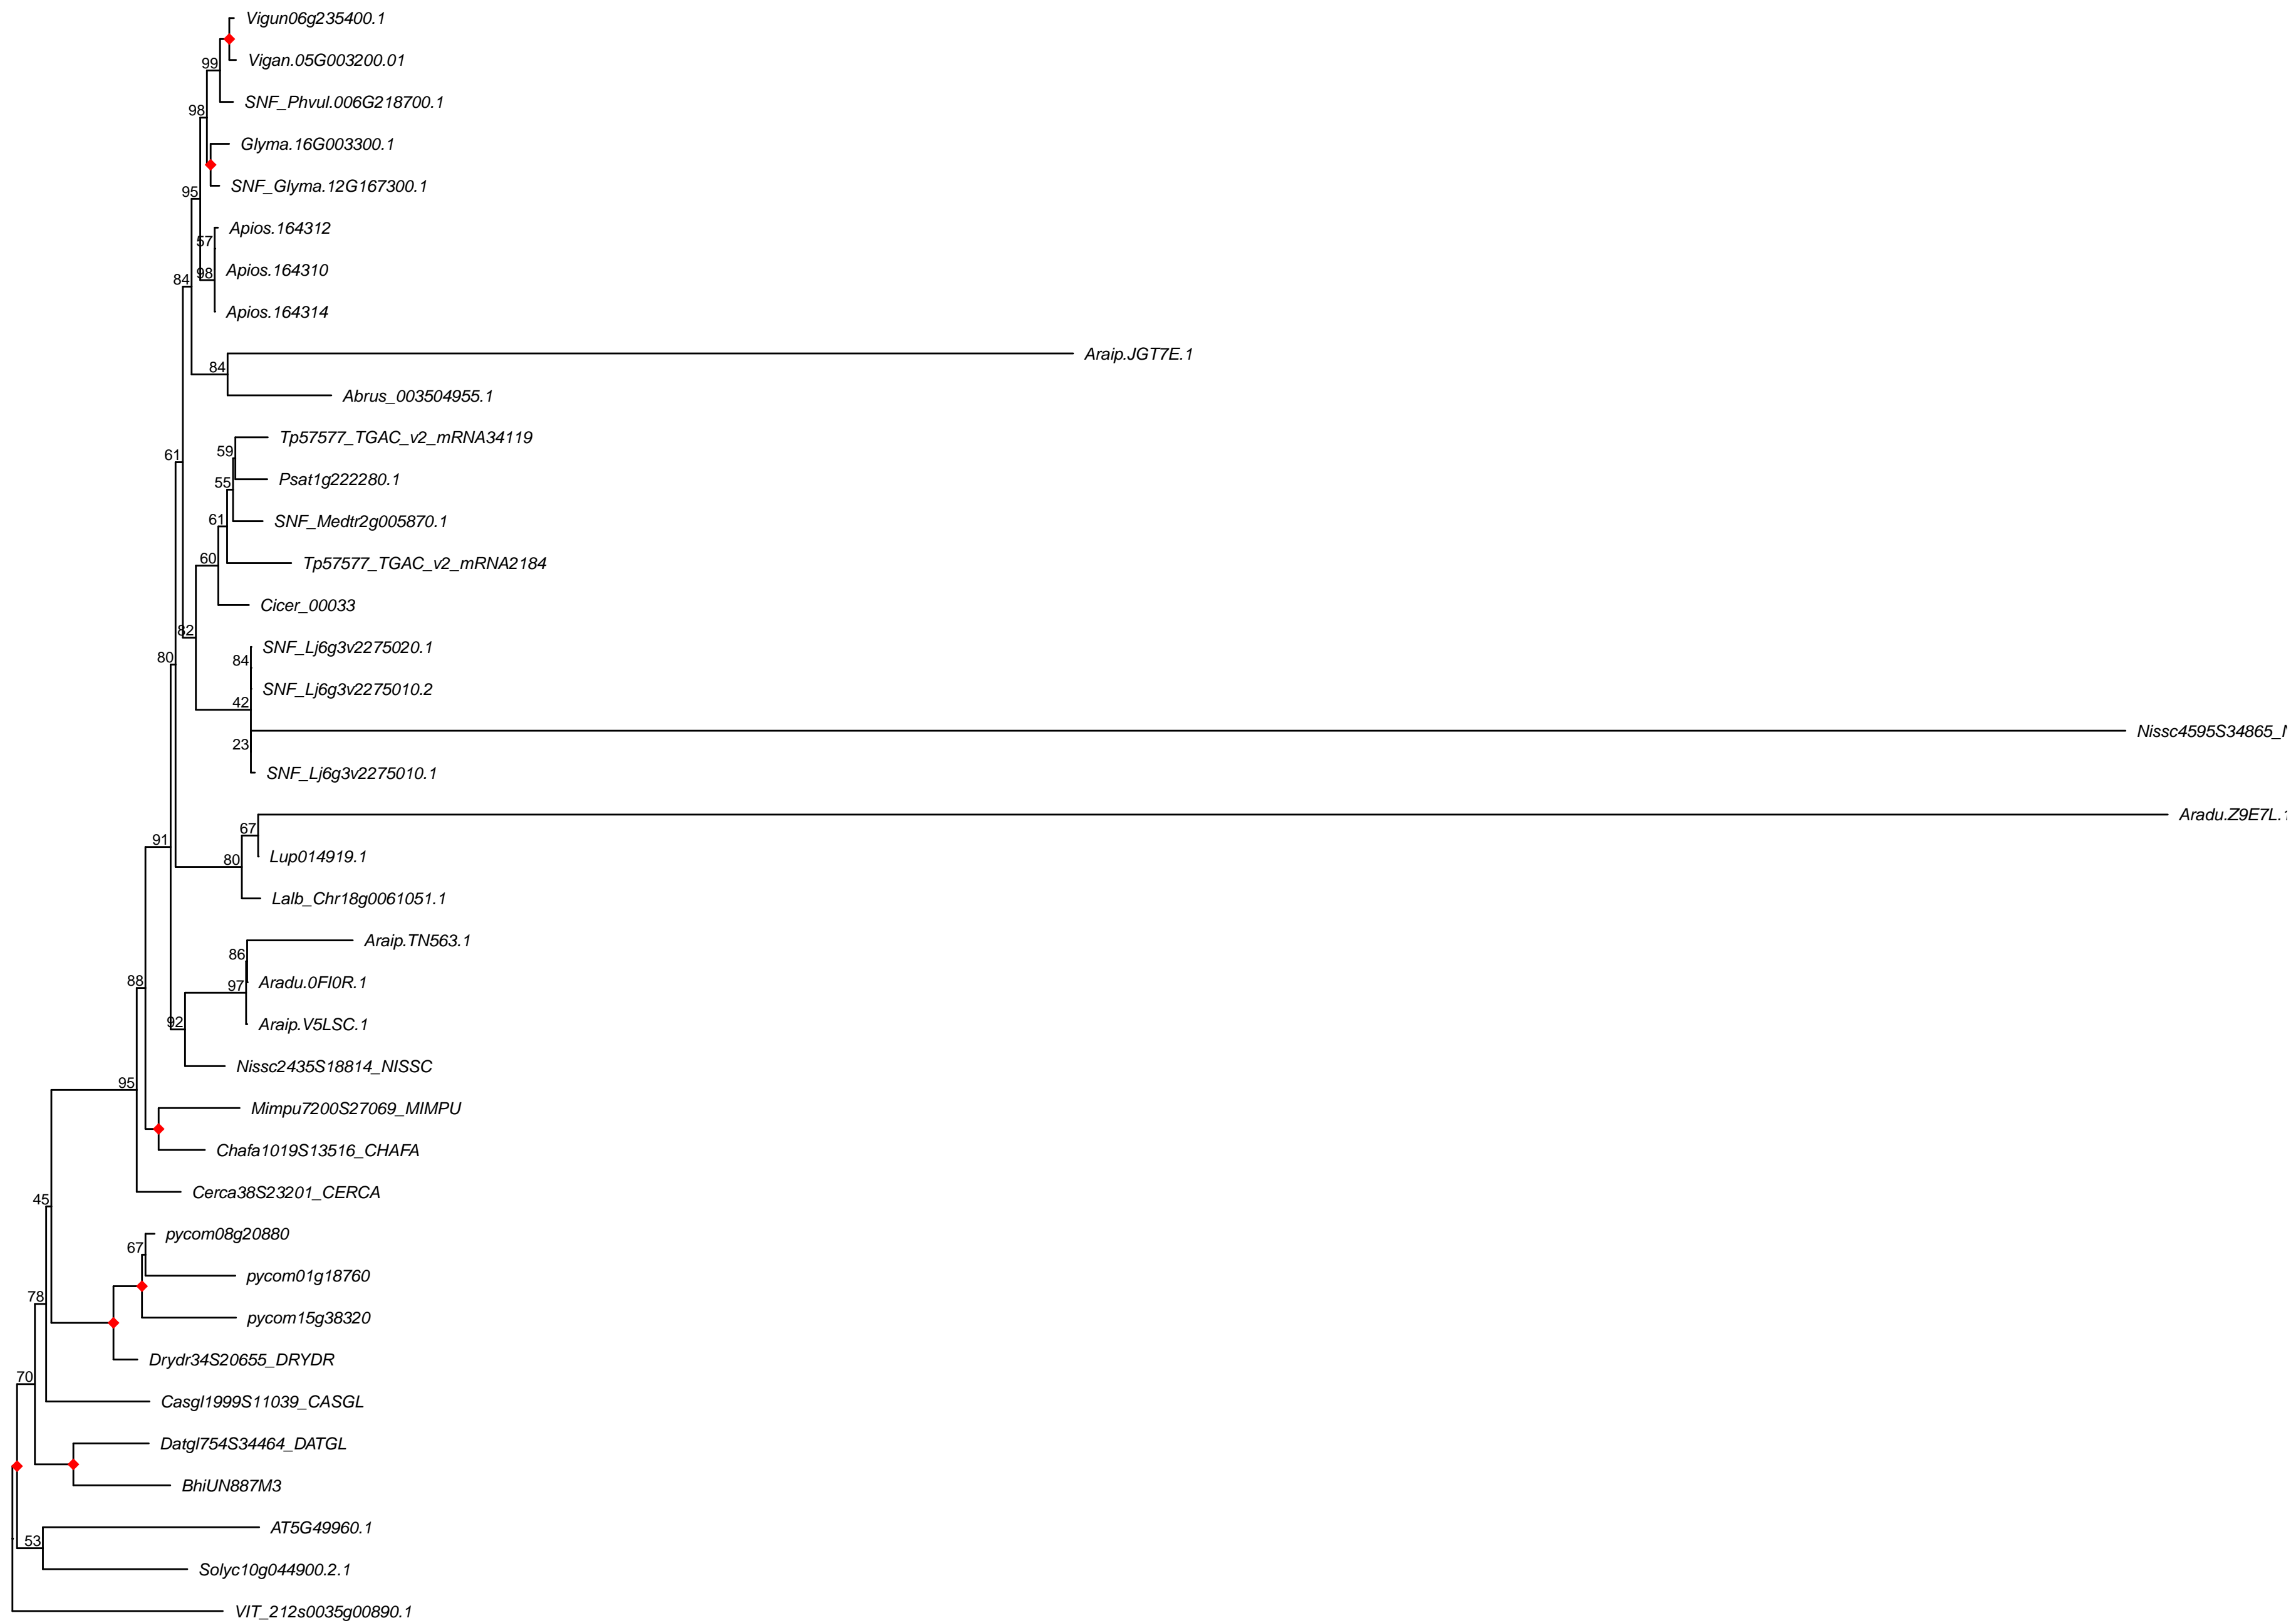 Vigun06g235400.1
Vigan.05G003200.01
99
SNF_Phvul.006G218700.1
98
Glyma.16G003300.1
SNF_Glyma.12G167300.1
95
Apios.164312
57
Apios.164310
98
84
Apios.164314
Araip.JGT7E.1
84
Abrus_003504955.1
Tp57577_TGAC_v2_mRNA34119
59
61
Psat1g222280.1
55
SNF_Medtr2g005870.1
61
Tp57577_TGAC_v2_mRNA2184
60
Cicer_00033
82
SNF_Lj6g3v2275020.1
80
84
SNF_Lj6g3v2275010.2
42
Nissc4595S34865_
23
SNF_Lj6g3v2275010.1
Aradu.Z9E7L.1
67
91
Lup014919.1
80
Lalb_Chr18g0061051.1
Araip.TN563.1
86
88
Aradu.0FI0R.1
97
92
Araip.V5LSC.1
Nissc2435S18814_NISSC
95
Mimpu7200S27069_MIMPU
Chafa1019S13516_CHAFA
Cerca38S23201_CERCA
45
pycom08g20880
67
pycom01g18760
78
pycom15g38320
Drydr34S20655_DRYDR
70
Casgl1999S11039_CASGL
Datgl754S34464_DATGL
BhiUN887M3
AT5G49960.1
53
Solyc10g044900.2.1
VIT_212s0035g00890.1